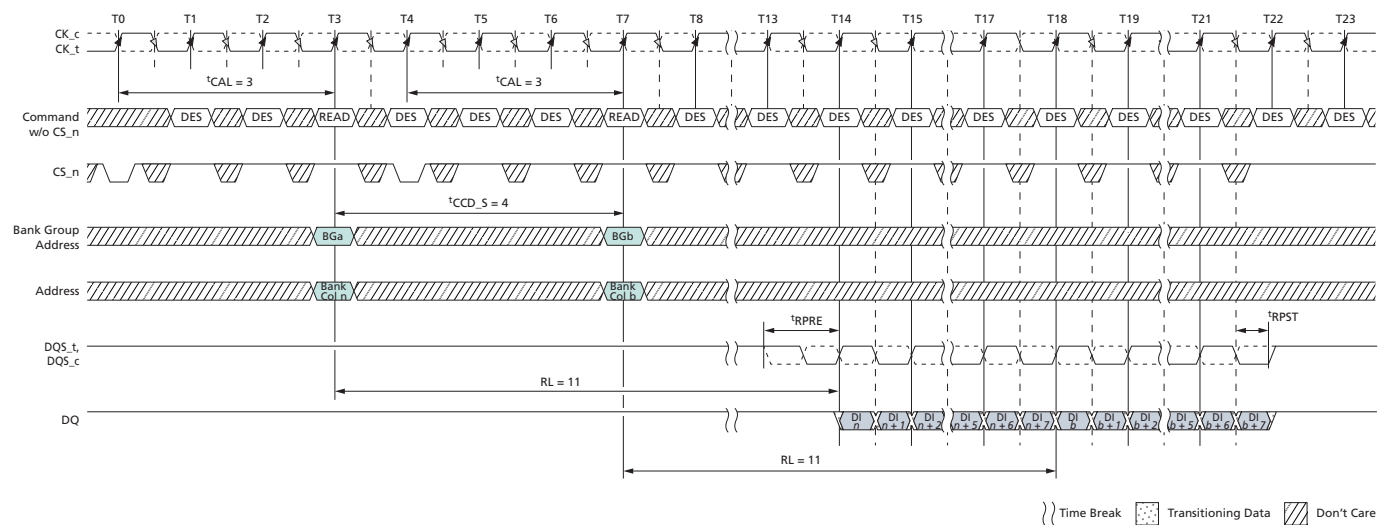 T0 T1 T2 T3 T4 T5 T6 T7 T8 T13 T14 T15 T17 T18 T19 T21 T22 T23
CK_c
CK_t
tCAL = 3 tCAL = 3
Command
w/o CS_n
DES DES READ DES DES DES READ DES DES DES DES DES DES DES DES DES DES
CS_n
tCCD_S = 4
Bank Group
Address
BGa BGb
Address
Bank
Col n
Bank
Col b
tRPRE tRPST
DQS_t,
DQS_c
RL = 11
DQ
DI
n
DI
n + 1
DI
n + 2
DI
n + 5
DI
n + 6
DI
n + 7
DI
b
DI
b + 1
DI
b + 2
DI
b + 5
DI
b + 6
DI
b + 7
RL = 11
Time Break Transitioning Data Don't Care